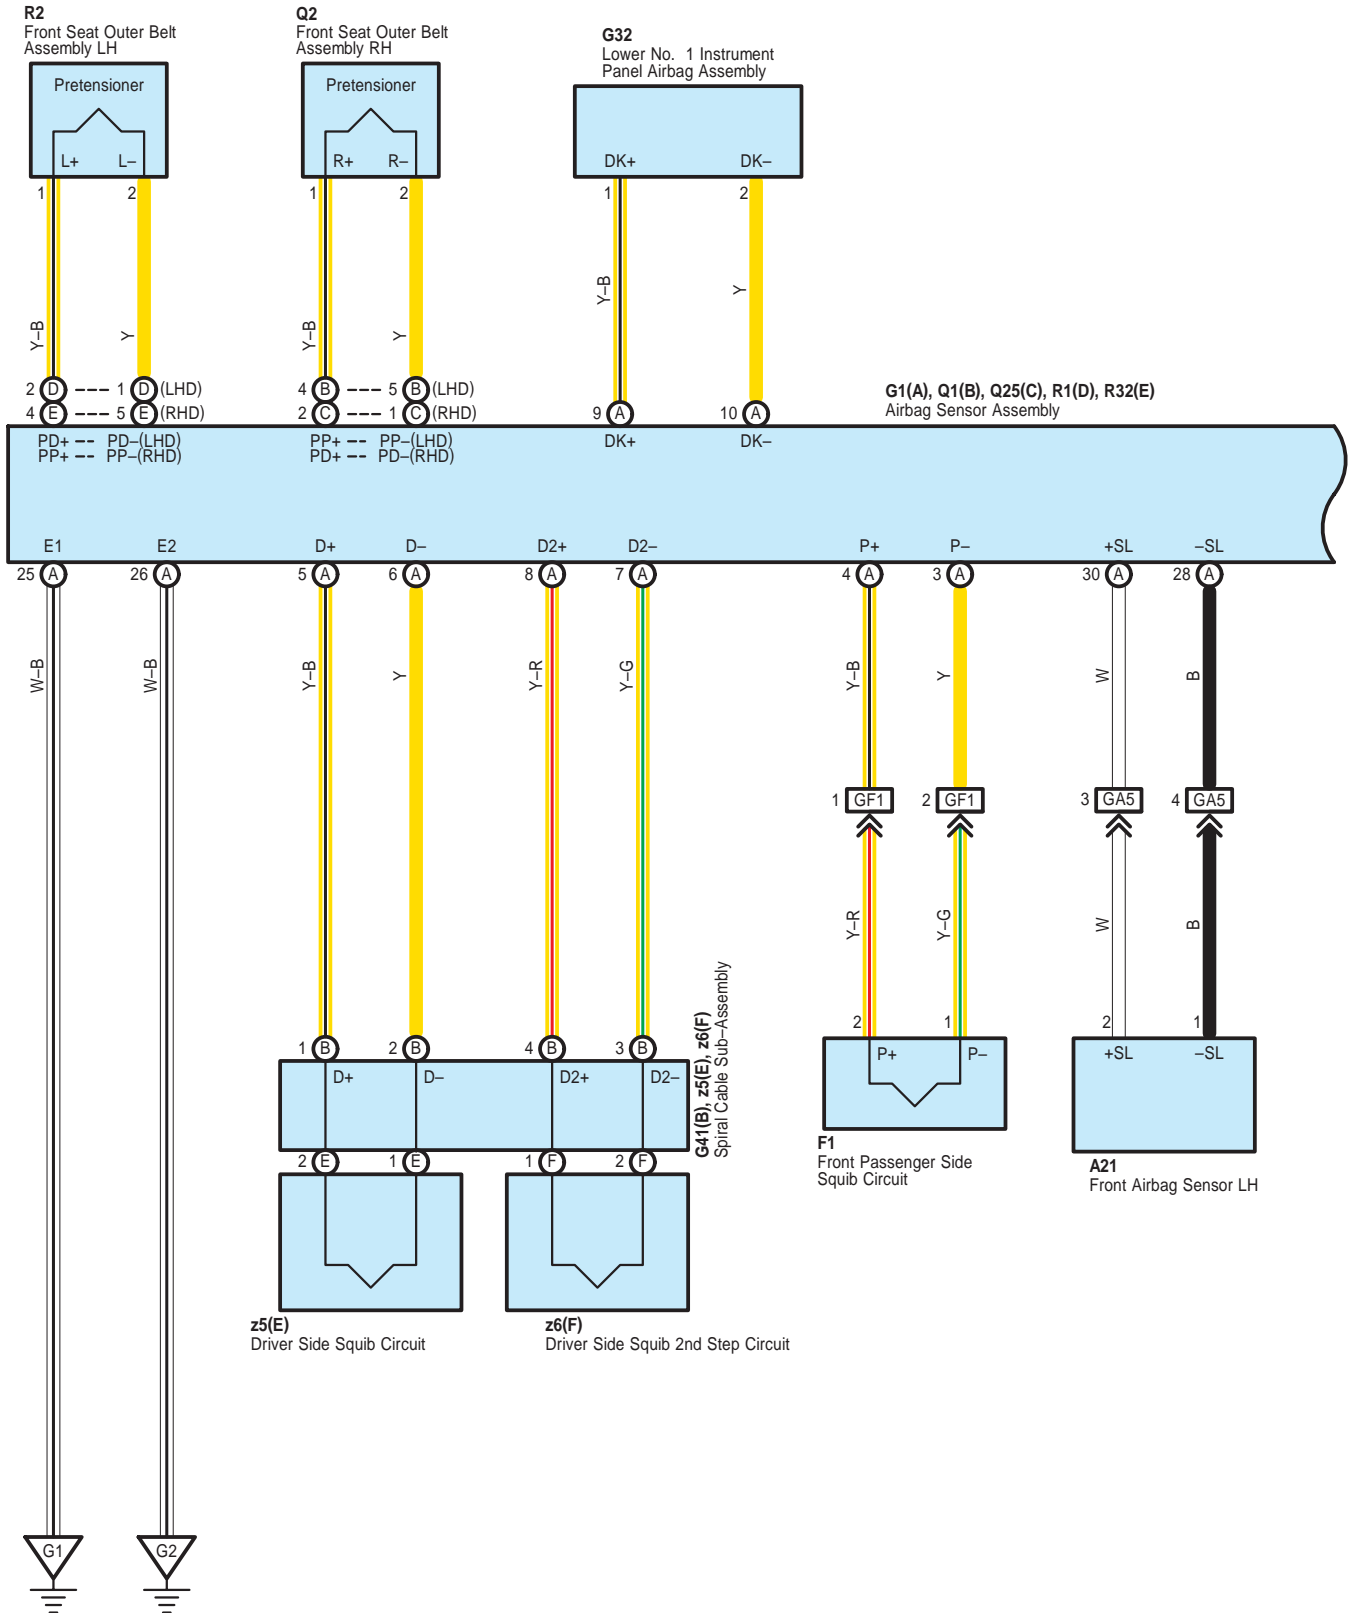 R2
Front Seat Outer Belt
Assembly LH
Q2
Front Seat Outer Belt
Assembly RH
G32
Lower No. 1 Instrument
Panel Airbag Assembly
Pretensioner
Pretensioner
L+ L–
R+ R–
DK+ DK–
1 2
1 2
1 2
Y–B Y
Y–B Y
Y–B Y
2 D --- 1 D (LHD)
4 E --- 5 E (RHD)
4 B --- 5 B (LHD)
2 C --- 1 C (RHD)
9 A 10 A
G1(A), Q1(B), Q25(C), R1(D), R32(E)
Airbag Sensor Assembly
PD+ -- PD–(LHD)
PP+ -- PP–(RHD)
PP+ -- PP–(LHD)
PD+ -- PD–(RHD)
DK+ DK–
E1 E2 D+ D– D2+ D2– P+ P– +SL –SL
25 A 26 A 5 A 6 A 8 A 7 A 4 A 3 A 30 A 28 A
W–B W–B Y–B Y Y–R Y–G Y–B Y W B
1 GF1 2 GF1 3 GA5 4 GA5
Y–R Y–G W B
2 1 2 1
1 B 2 B 4 B 3 B
D+ D– D2+ D2–
G41(B), z5(E), z6(F)
Spiral Cable Sub–Assembly
P+ P– +SL –SL
2 E 1 E 1 F 2 F
F1
Front Passenger Side
Squib Circuit
A21
Front Airbag Sensor LH
z5(E)
Driver Side Squib Circuit
z6(F)
Driver Side Squib 2nd Step Circuit
G1 G2